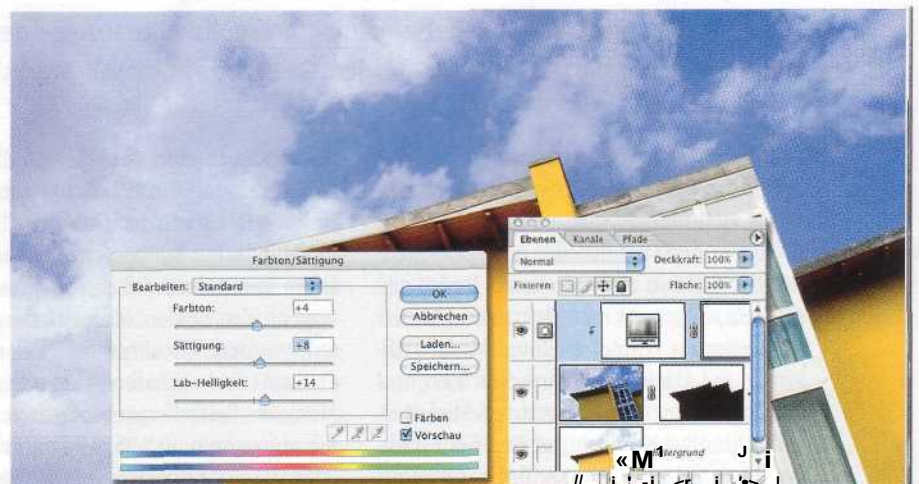 Farbton/Sättigung
Bearbeiten: Standard
Farbton: +4
Sättigung: +8
Lab-Helligkeit: +14
OK
Abbrechen
Laden...
Speichern...
Färben
Vorschau
Ebenen Kanäle Pfade
Normal Deckkraft: 100%
Fixieren: Fläche: 100%